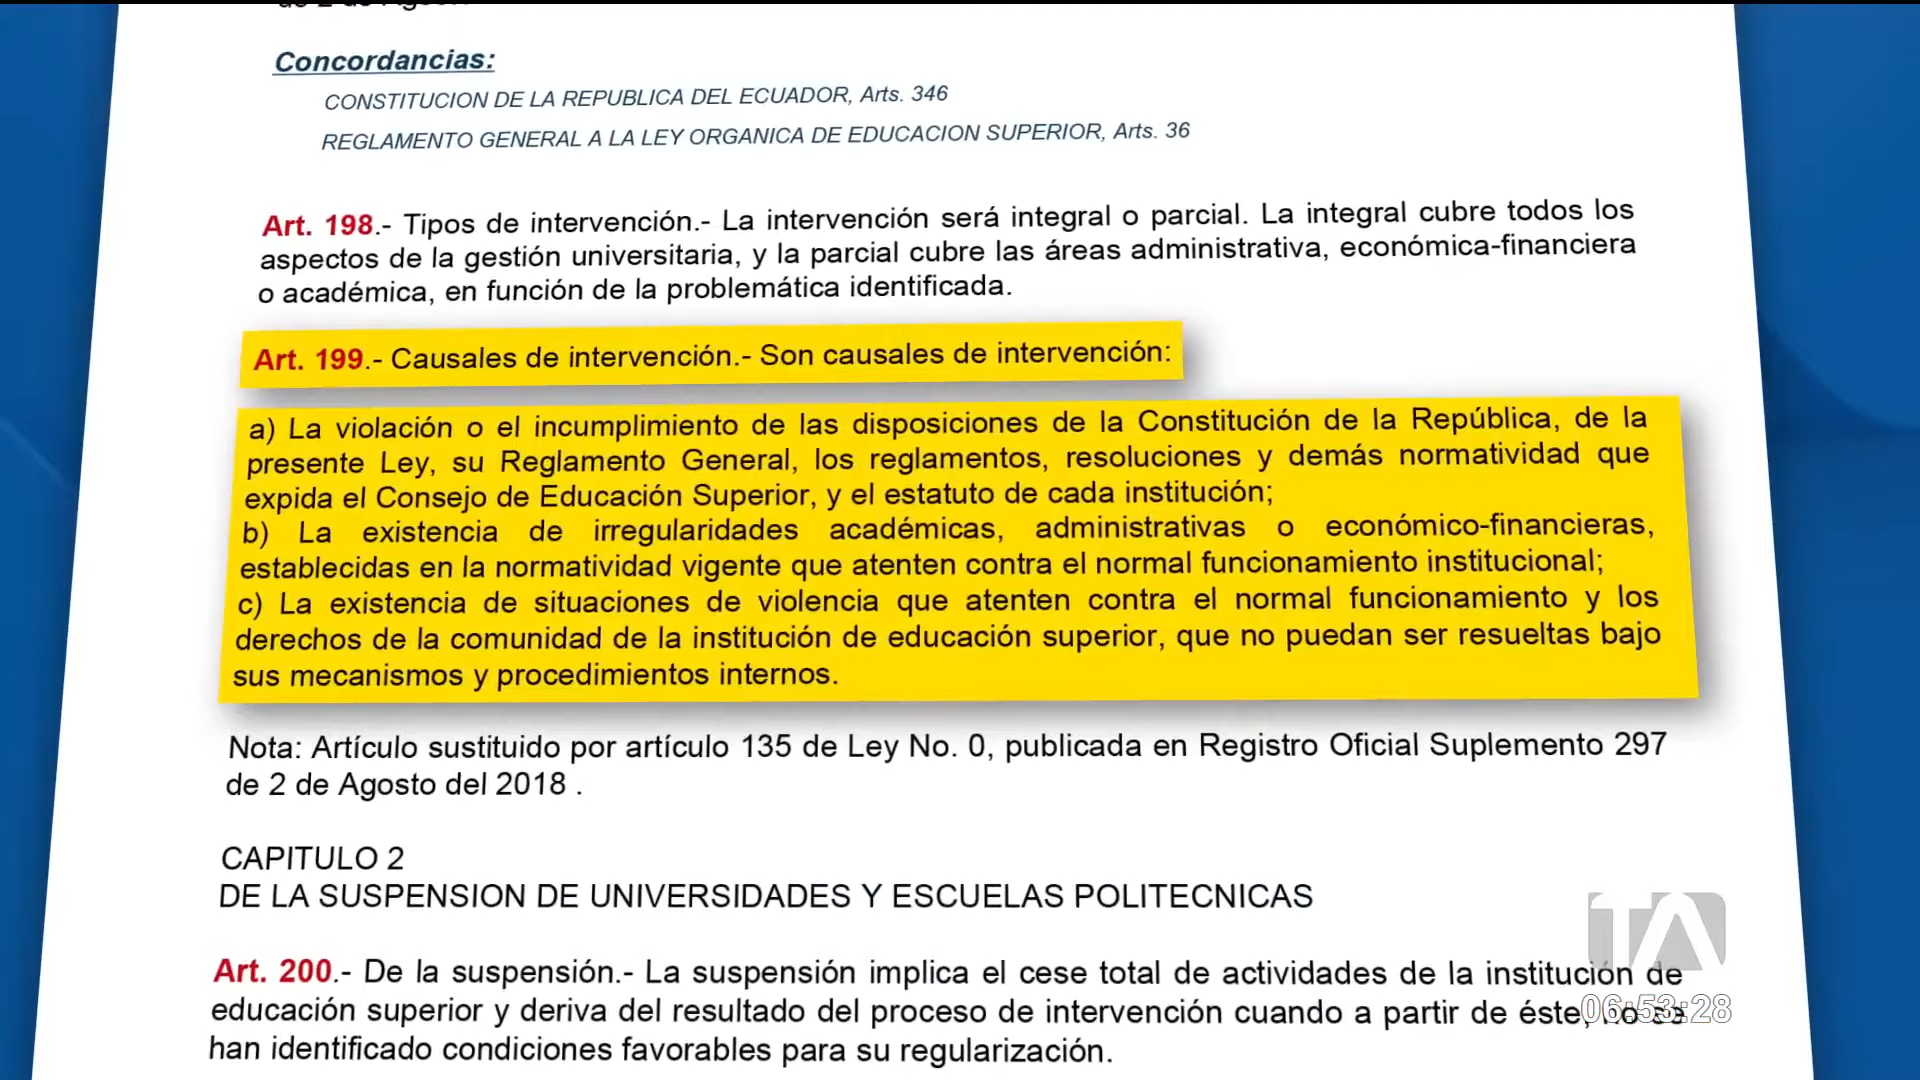 Concordancias:
CONSTITUCION DE LA REPUBLICA DEL ECUADOR, Arts. 346
REGLAMENTO GENERAL A LA LEY ORGANICA DE EDUCACION SUPERIOR, Arts. 36
Art. 198.- Tipos de intervención.- La intervención será integral o parcial. La integral cubre todos los
aspectos de la gestión universitaria, y la parcial cubre las áreas administrativa, económica-financiera
o académica, en función de la problemática identificada.
Art. 199.- Causales de intervención.- Son causales de intervención:
a) La violación o el incumplimiento de las disposiciones de la Constitución de la República, de la
presente Ley, su Reglamento General, los reglamentos, resoluciones y demás normatividad que
expida el Consejo de Educación Superior, y el estatuto de cada institución;
b) La existencia de irregularidades académicas, administrativas o económico-financieras,
establecidas en la normatividad vigente que atenten contra el normal funcionamiento institucional;
c) La existencia de situaciones de violencia que atenten contra el normal funcionamiento y los
derechos de la comunidad de la institución de educación superior, que no puedan ser resueltas bajo
sus mecanismos y procedimientos internos.
Nota: Artículo sustituido por artículo 135 de Ley No. 0, publicada en Registro Oficial Suplemento 297
de 2 de Agosto del 2018 .
CAPITULO 2
DE LA SUSPENSION DE UNIVERSIDADES Y ESCUELAS POLITECNICAS
TA
Art. 200.- De la suspensión.- La suspensión implica el cese total de actividades de la institución de
educación superior y deriva del resultado del proceso de intervención cuando a partir de éste, no se
06:53:28
han identificado condiciones favorables para su regularización.